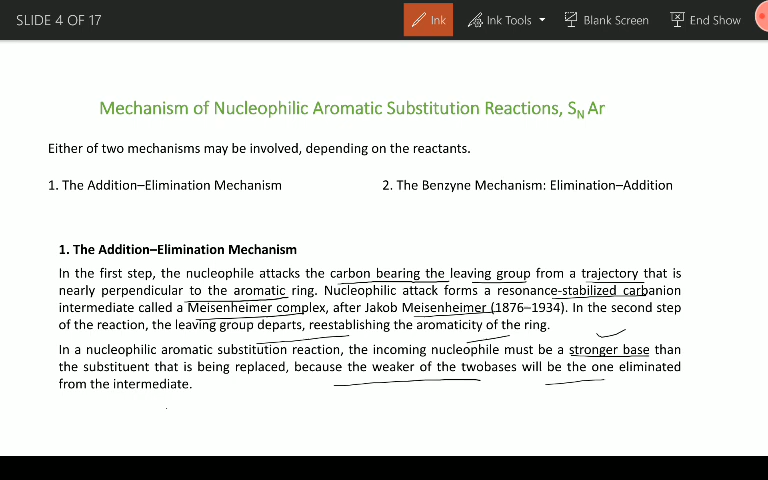 SLIDE 4 OF 17
Ink
Ink Tools
Blank Screen
End Show
Mechanism of Nucleophilic Aromatic Substitution Reactions, SN Ar
Either of two mechanisms may be involved, depending on the reactants.
1. The Addition–Elimination Mechanism
2. The Benzyne Mechanism: Elimination–Addition
1. The Addition–Elimination Mechanism
In the first step, the nucleophile attacks the carbon bearing the leaving group from a trajectory that is
nearly perpendicular to the aromatic ring. Nucleophilic attack forms a resonance-stabilized carbanion
intermediate called a Meisenheimer complex, after Jakob Meisenheimer (1876–1934). In the second step
of the reaction, the leaving group departs, reestablishing the aromaticity of the ring.
In a nucleophilic aromatic substitution reaction, the incoming nucleophile must be a stronger base than
the substituent that is being replaced, because the weaker of the twobases will be the one eliminated
from the intermediate.